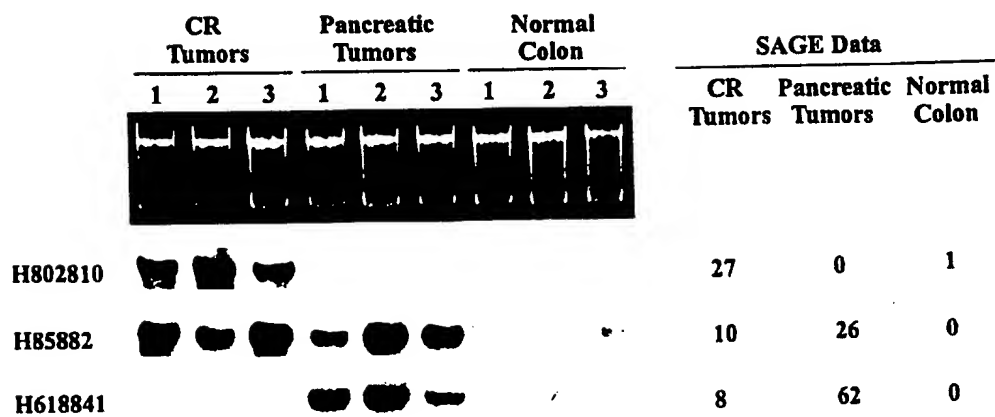 CR Tumors
Pancreatic Tumors
Normal Colon
1 2 3 1 2 3 1 2 3
SAGE Data
CR Tumors
Pancreatic Tumors
Normal Colon
H802810 27 0 1
H85882 10 26 0
H618841 8 62 0